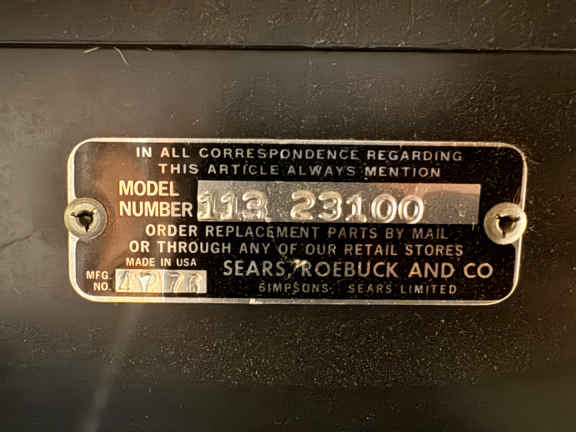 IN ALL CORRESPONDENCE REGARDING
THIS ARTICLE ALWAYS MENTION
MODEL
NUMBER 113 23100
ORDER REPLACEMENT PARTS BY MAIL
OR THROUGH ANY OF OUR RETAIL STORES
MADE IN USA
SEARS, ROEBUCK AND CO
MFG.
NO.
SIMPSONS- SEARS LIMITED